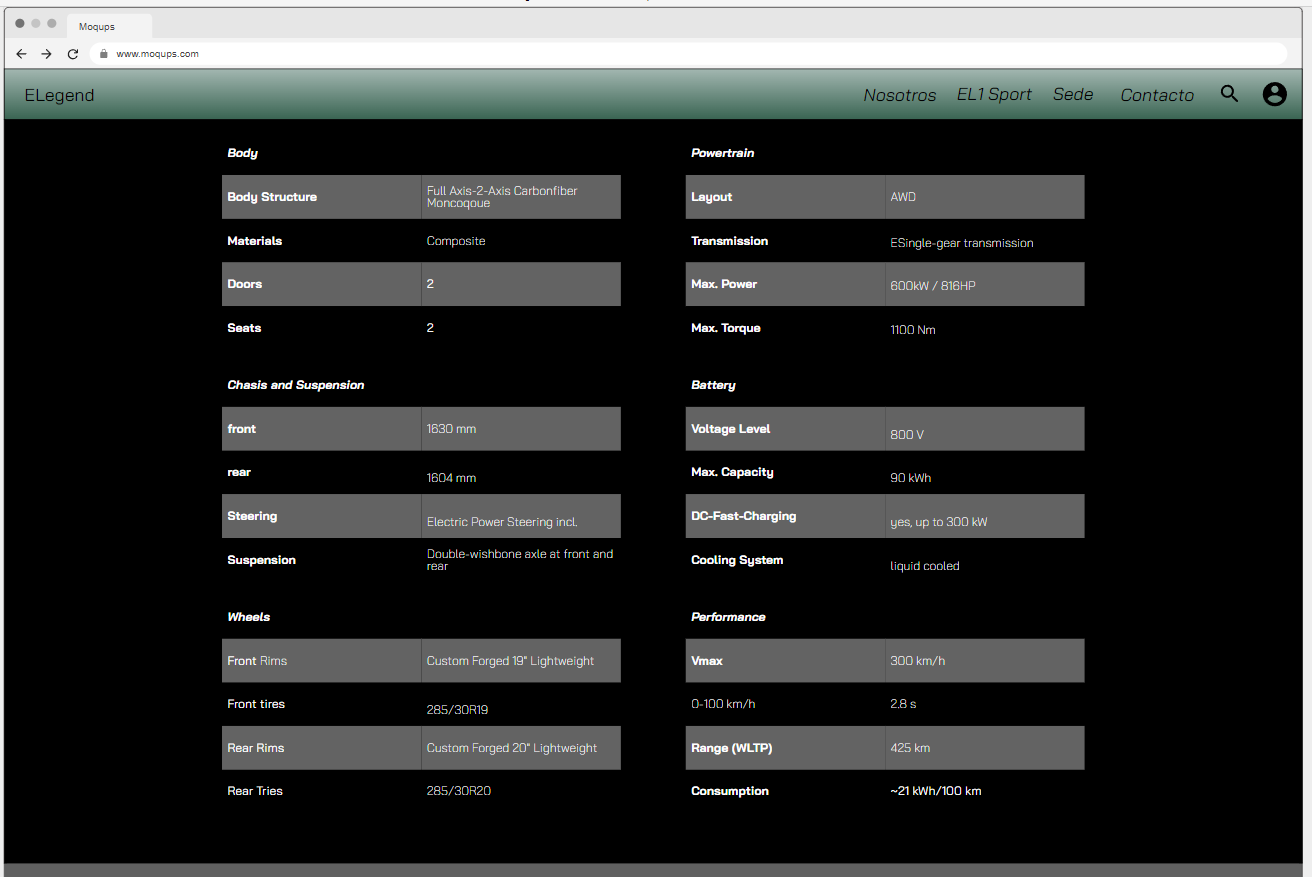 Moqups
www.moqups.com
ELegend
Nosotros
EL1 Sport
Sede
Contacto
Body
Body Structure
Full Axis-2-Axis Carbonfiber
Moncoqoue
Materials
Composite
Doors
2
Seats
2
Powertrain
Layout
AWD
Transmission
ESingle-gear transmission
Max. Power
600kW / 816HP
Max. Torque
1100 Nm
Chasis and Suspension
front
1630 mm
rear
1604 mm
Steering
Electric Power Steering incl.
Suspension
Double-wishbone axle at front and
rear
Battery
Voltage Level
800 V
Max. Capacity
90 kWh
DC-Fast-Charging
yes, up to 300 kW
Cooling System
liquid cooled
Wheels
Front Rims
Custom Forged 19" Lightweight
Front tires
285/30R19
Rear Rims
Custom Forged 20" Lightweight
Rear Tries
285/30R20
Performance
Vmax
300 km/h
0-100 km/h
2.8 s
Range (WLTP)
425 km
Consumption
~21 kWh/100 km